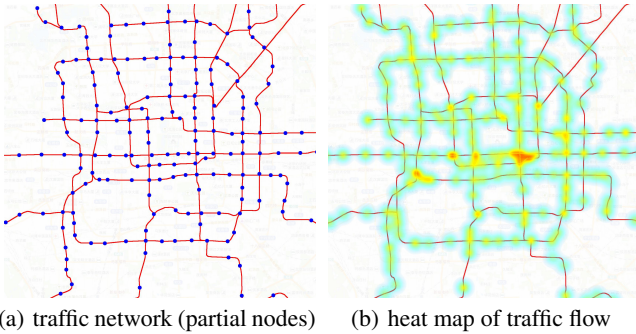 (a) traffic network (partial nodes)
(b) heat map of traffic flow